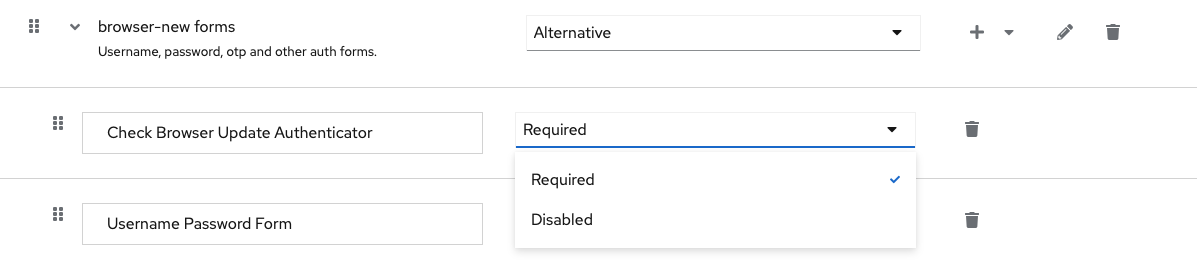 browser-new forms
Alternative
Username, password, otp and other auth forms.
Check Browser Update Authenticator
Required
Required
Disabled
Username Password Form